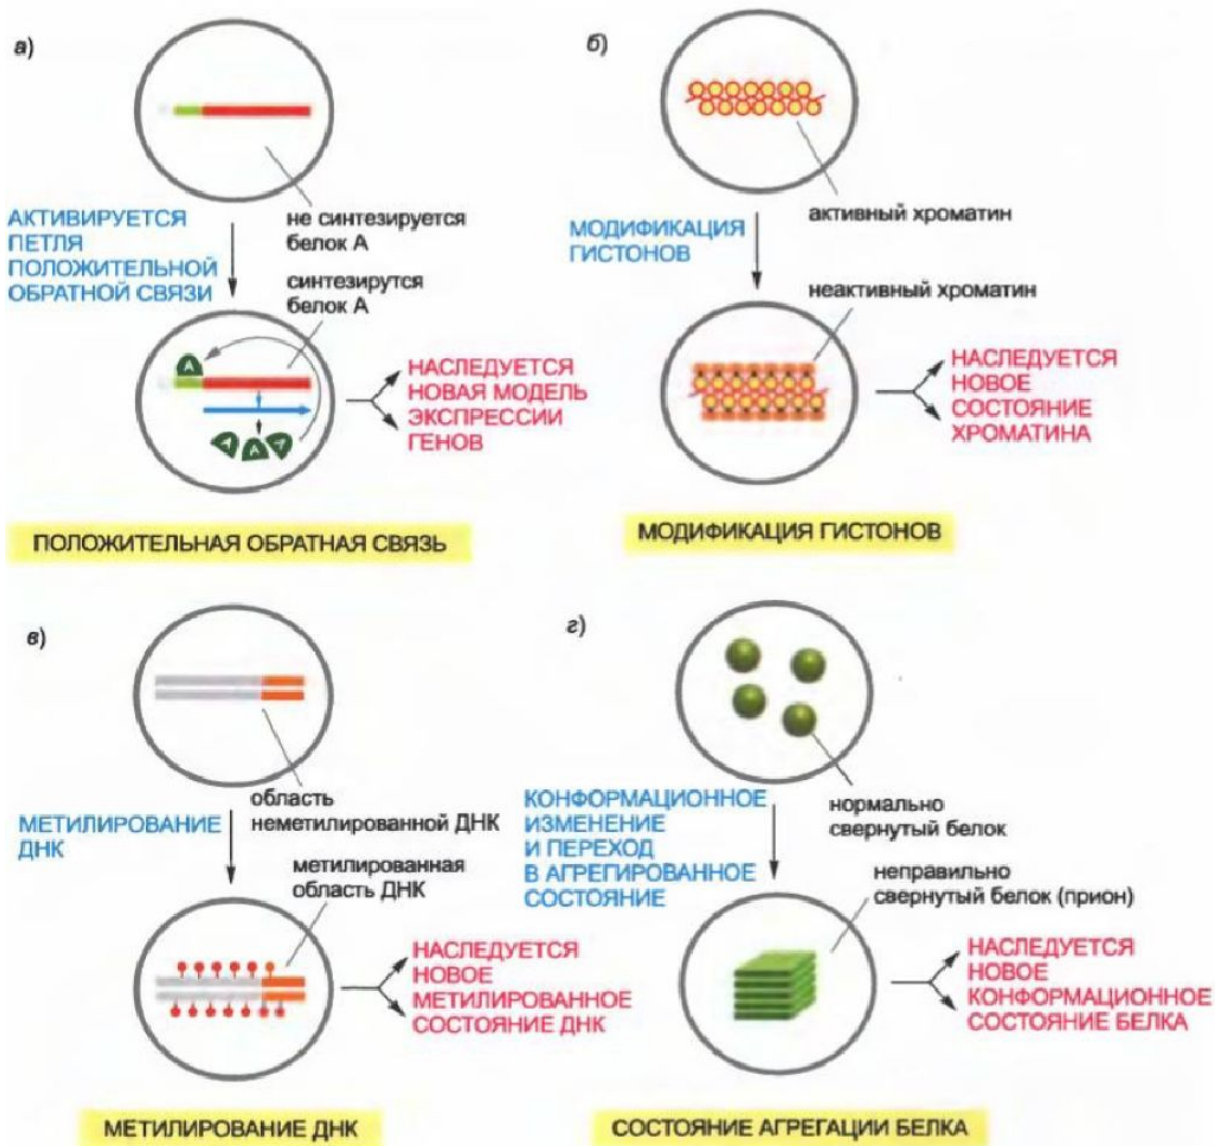 а)
АКТИВИРУЕТСЯ
ПЕТЛЯ
ПОЛОЖИТЕЛЬНОЙ
ОБРАТНОЙ СВЯЗИ
не синтезируется
белок А
синтезирутся
белок А
А
А
А
А
НАСЛЕДУЕТСЯ
НОВАЯ МОДЕЛЬ
ЭКСПРЕССИИ
ГЕНОВ
ПОЛОЖИТЕЛЬНАЯ ОБРАТНАЯ СВЯЗЬ
б)
МОДИФИКАЦИЯ
ГИСТОНОВ
активный хроматин
неактивный хроматин
НАСЛЕДУЕТСЯ
НОВОЕ
СОСТОЯНИЕ
ХРОМАТИНА
МОДИФИКАЦИЯ ГИСТОНОВ
в)
область
неметилированной ДНК
МЕТИЛИРОВАНИЕ
ДНК
метилированная
область ДНК
НАСЛЕДУЕТСЯ
НОВОЕ
МЕТИЛИРОВАННОЕ
СОСТОЯНИЕ ДНК
МЕТИЛИРОВАНИЕ ДНК
г)
КОНФОРМАЦИОННОЕ
ИЗМЕНЕНИЕ
И ПЕРЕХОД
В АГРЕГИРОВАННОЕ
СОСТОЯНИЕ
нормально
свернутый белок
неправильно
свернутый белок (прион)
НАСЛЕДУЕТСЯ
НОВОЕ
КОНФОРМАЦИОННОЕ
СОСТОЯНИЕ БЕЛКА
СОСТОЯНИЕ АГРЕГАЦИИ БЕЛКА